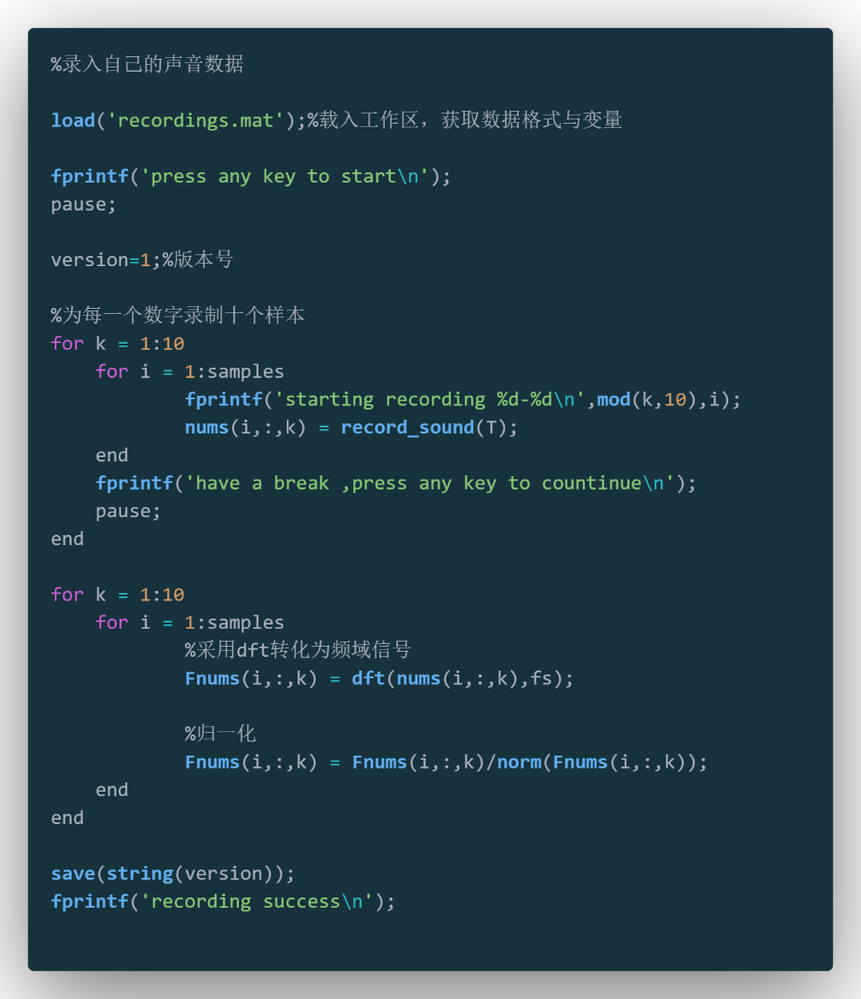 %录入自己的声音数据
load('recordings.mat');%载入工作区，获取数据格式与变量
fprintf('press any key to start\n');
pause;
version=1;%版本号
%为每一个数字录制十个样本
for k = 1:10
    for i = 1:samples
            fprintf('starting recording %d-%d\n',mod(k,10),i);
            nums(i,:,k) = record_sound(T);
    end
    fprintf('have a break ,press any key to countinue\n');
    pause;
end
for k = 1:10
    for i = 1:samples
            %采用dft转化为频域信号
            Fnums(i,:,k) = dft(nums(i,:,k),fs);
            %归一化
            Fnums(i,:,k) = Fnums(i,:,k)/norm(Fnums(i,:,k));
    end
end
save(string(version));
fprintf('recording success\n');